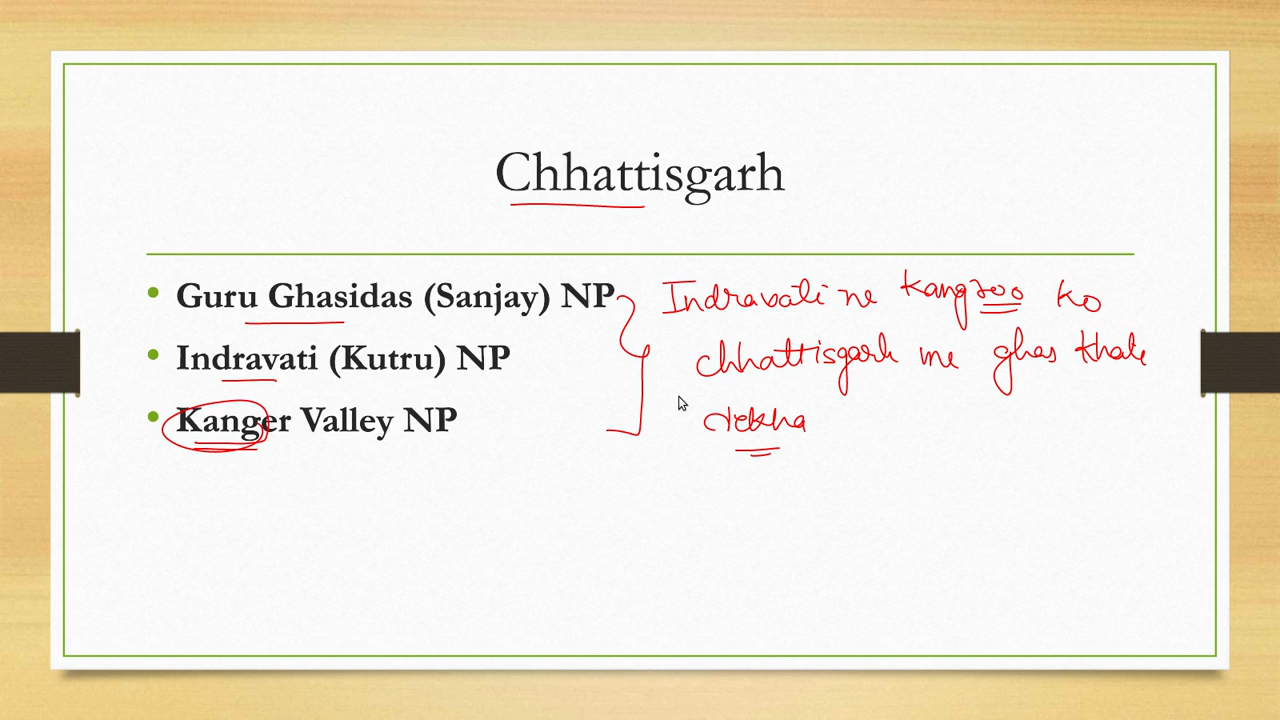 Chhattisgarh
• Guru Ghasidas (Sanjay) NP
• Indravati (Kutru) NP
• Kanger Valley NP
Indravati ne kangroo ko
chhattisgarh me ghas khate
dekha